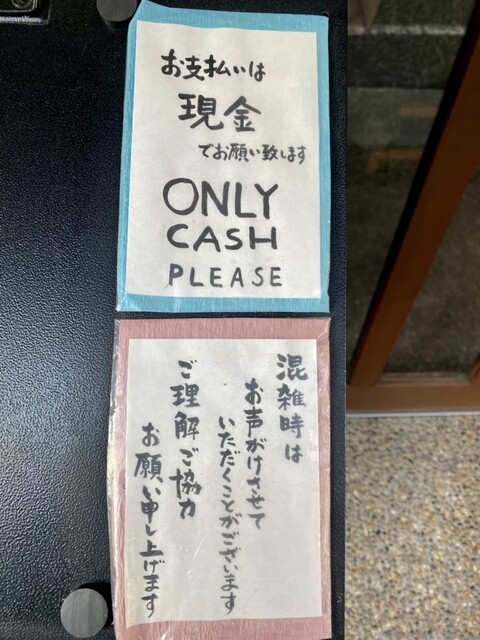 お支払いは
現金
でお願い致します
ONLY
CASH
PLEASE
混雑時は
お声がけさせて
いただくことがございます
ご理解ご協力
お願い申し上げます